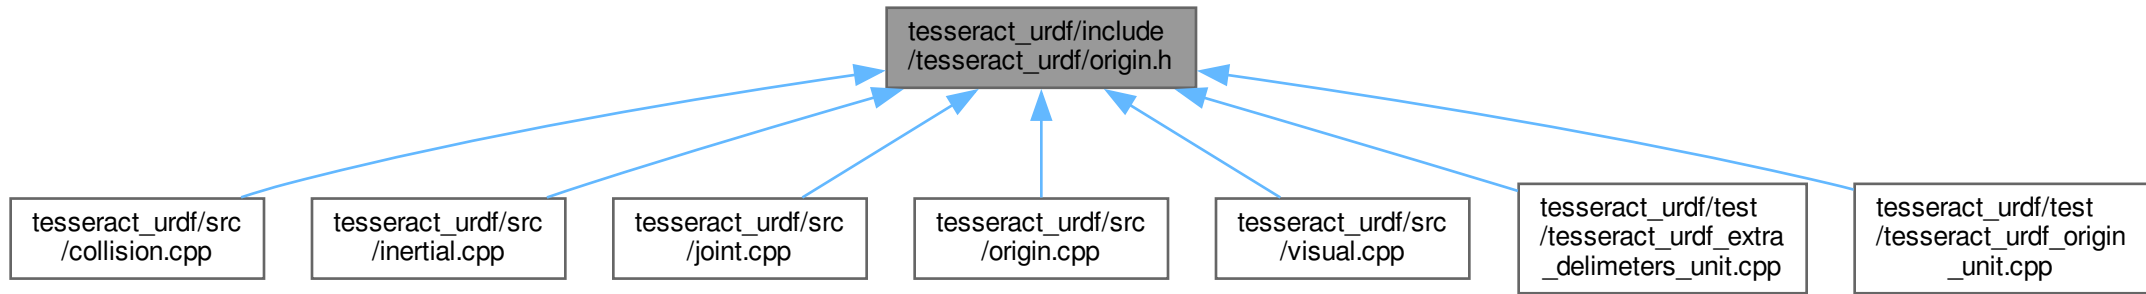 tesseract_urdf/include
/tesseract_urdf/origin.h
tesseract_urdf/src
/collision.cpp
tesseract_urdf/src
/inertial.cpp
tesseract_urdf/src
/joint.cpp
tesseract_urdf/src
/origin.cpp
tesseract_urdf/src
/visual.cpp
tesseract_urdf/test
/tesseract_urdf_extra
_delimeters_unit.cpp
tesseract_urdf/test
/tesseract_urdf_origin
_unit.cpp